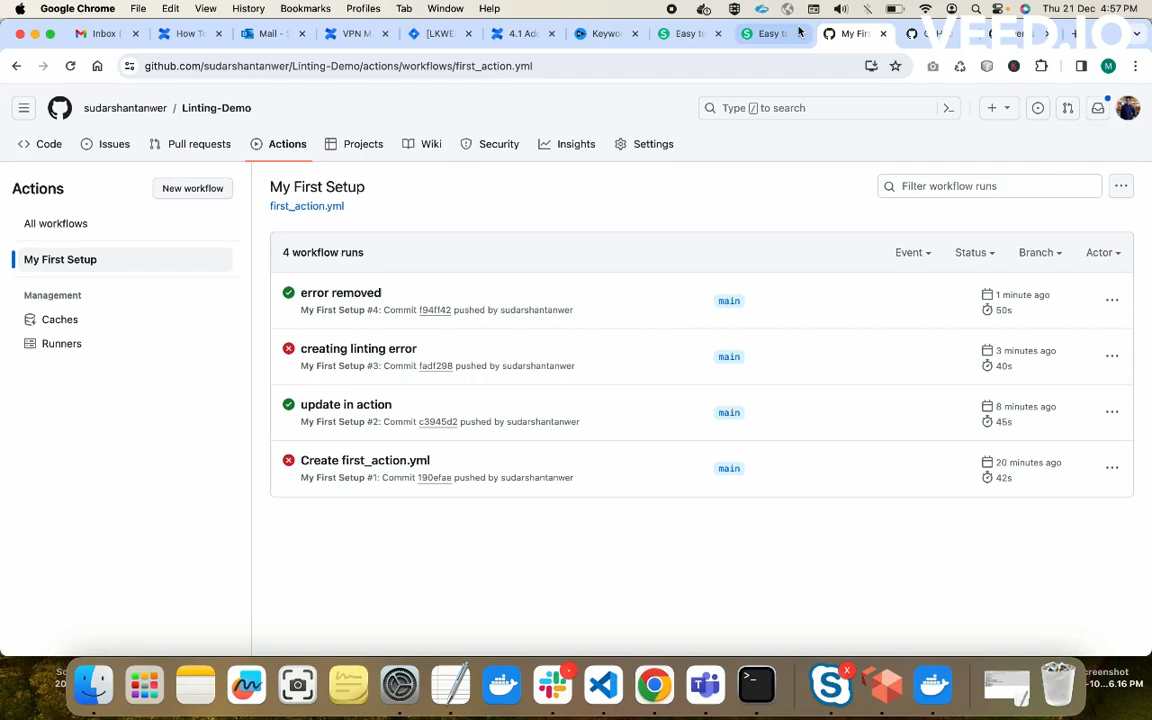 Google Chrome File Edit View History Bookmarks Profiles Tab Window Help Thu 21 Dec 4:57 PM
Inbox ( How To Mail - S VPN M [LKWE 4.1 Ad Keywo Easy to Easy to My Firs
VEED.IO
github.com/sudarshantanwer/Linting-Demo/actions/workflows/first_action.yml M
sudarshantanwer / Linting-Demo Type / to search
Code Issues Pull requests Actions Projects Wiki Security Insights Settings
Actions New workflow
All workflows
My First Setup
Management
Caches
Runners
My First Setup
first_action.yml
Filter workflow runs
4 workflow runs Event Status Branch Actor
error removed
My First Setup #4: Commit f94ff42 pushed by sudarshantanwer
main
1 minute ago
50s
creating linting error
My First Setup #3: Commit fadf298 pushed by sudarshantanwer
main
3 minutes ago
40s
update in action
My First Setup #2: Commit c3945d2 pushed by sudarshantanwer
main
8 minutes ago
45s
Create first_action.yml
My First Setup #1: Commit 190efae pushed by sudarshantanwer
main
20 minutes ago
42s
creenshot
-10...6.16 PM